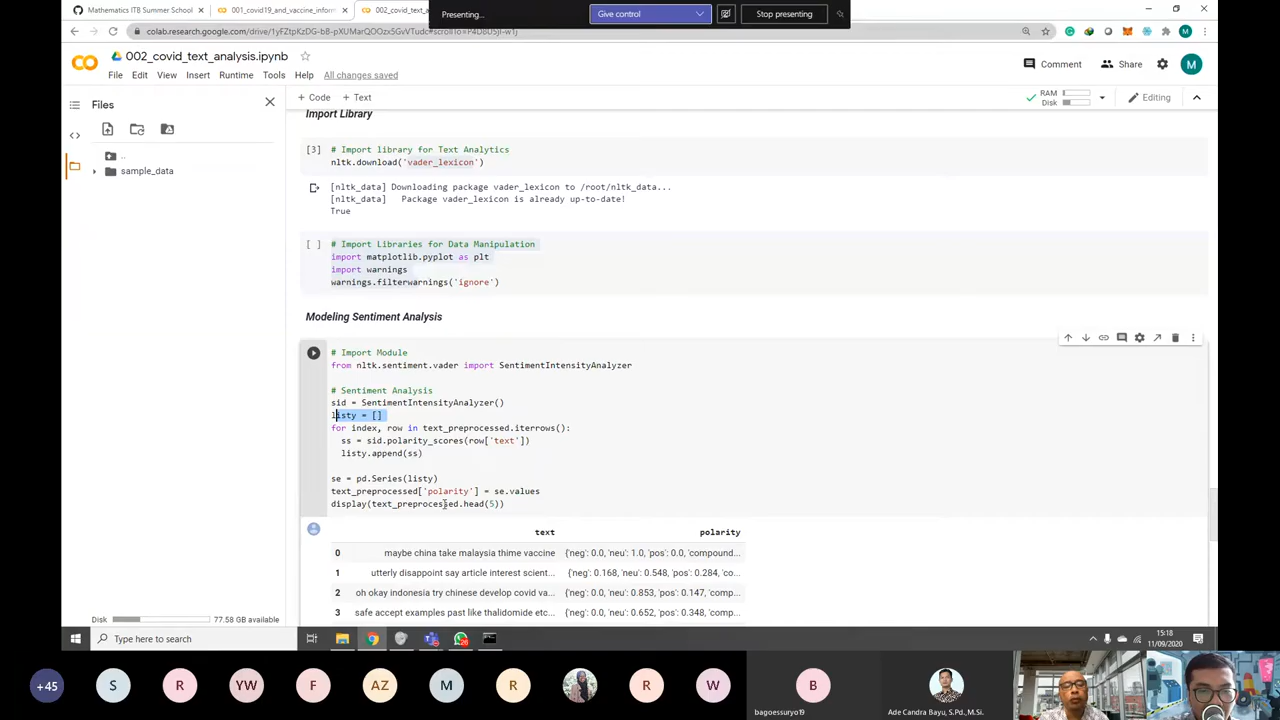 Mathematics ITB Summer School
001_covid19_and_vaccine_inform
002_covid_text_a
Presenting...
Give control
Stop presenting
002_covid_text_analysis.ipynb
File Edit View Insert Runtime Tools Help All changes saved
Comment
Share
M
+ Code + Text
RAM
Disk
Editing
Files
..
sample_data
Disk
77.58 GB available
Import Library
[3] # Import library for Text Analytics
nltk.download('vader_lexicon')
[nltk_data] Downloading package vader_lexicon to /root/nltk_data...
[nltk_data] Package vader_lexicon is already up-to-date!
True
[ ] # Import Libraries for Data Manipulation
import matplotlib.pyplot as plt
import warnings
warnings.filterwarnings('ignore')
Modeling Sentiment Analysis
# Import Module
from nltk.sentiment.vader import SentimentIntensityAnalyzer
# Sentiment Analysis
sid = SentimentIntensityAnalyzer()
listy = []
for index, row in text_preprocessed.iterrows():
ss = sid.polarity_scores(row['text'])
listy.append(ss)
se = pd.Series(listy)
text_preprocessed['polarity'] = se.values
display(text_preprocessed.head(5))
text polarity
0 maybe china take malaysia thime vaccine {'neg': 0.0, 'neu': 1.0, 'pos': 0.0, 'compound...
1 utterly disappoint say article interest scient... {'neg': 0.168, 'neu': 0.548, 'pos': 0.284, 'co...
2 oh okay indonesia try chinese develop covid va... {'neg': 0.0, 'neu': 0.853, 'pos': 0.147, 'comp...
3 safe accept examples past like thalidomide etc... {'neg': 0.0, 'neu': 0.652, 'pos': 0.348, 'comp...
Type here to search
15:18
11/09/2020
+45 S R YW F AZ M R R W B
bagoessuryo19
Ade Candra Bayu, S.Pd.,M.Si.